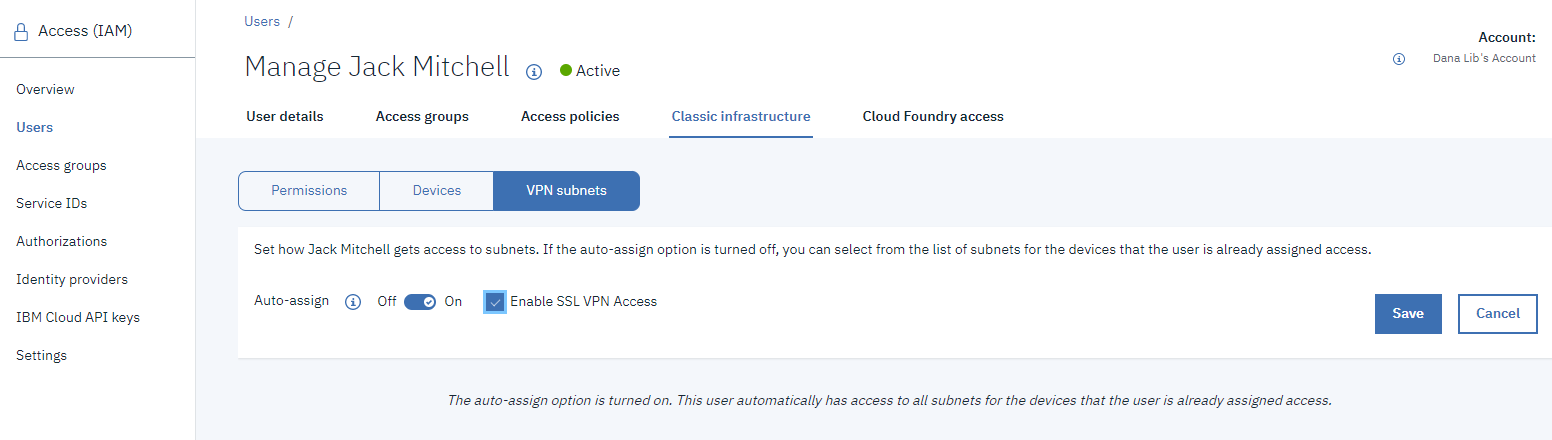 Access (IAM)
Overview
Users
Access groups
Service IDs
Authorizations
Identity providers
IBM Cloud API keys
Settings
Users /
Manage Jack Mitchell
Active
Account:
Dana Lib's Account
User details Access groups Access policies Classic infrastructure Cloud Foundry access
Permissions Devices VPN subnets
Set how Jack Mitchell gets access to subnets. If the auto-assign option is turned off, you can select from the list of subnets for the devices that the user is already assigned access.
Auto-assign Off On Enable SSL VPN Access
Save Cancel
The auto-assign option is turned on. This user automatically has access to all subnets for the devices that the user is already assigned access.